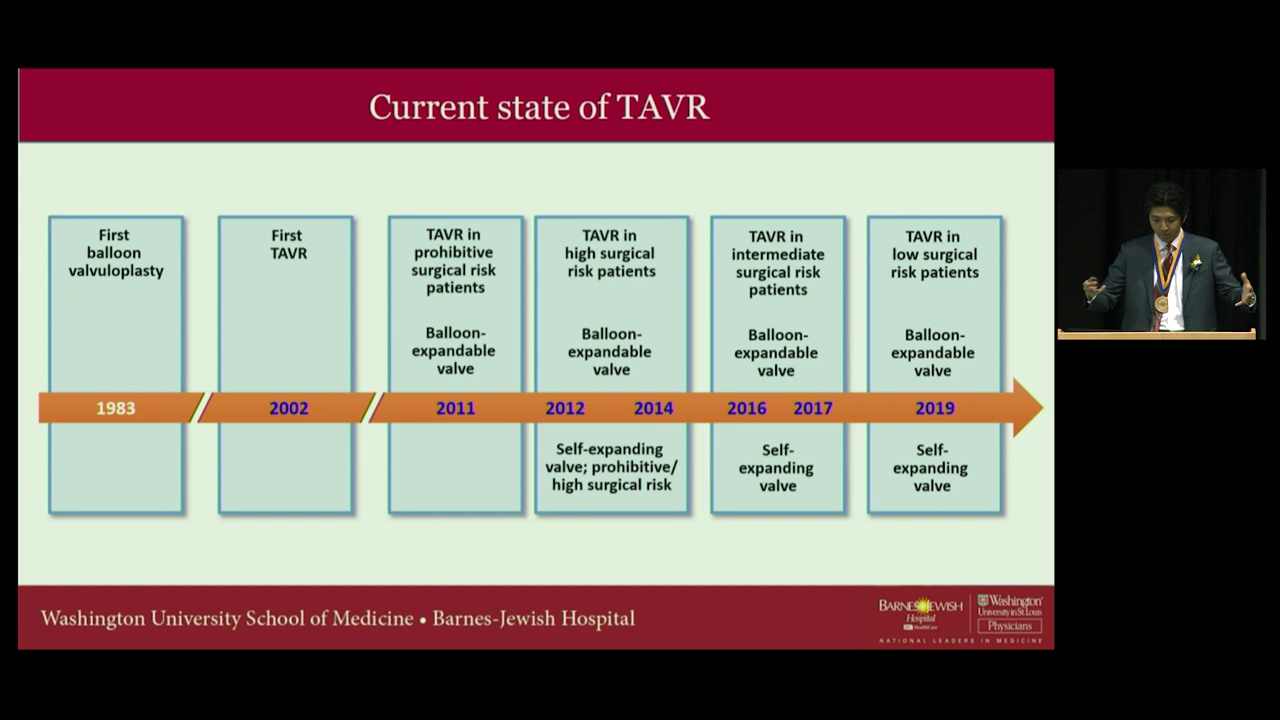 Current state of TAVR
First
balloon
valvuloplasty
First
TAVR
TAVR in
prohibitive
surgical risk
patients
Balloon-
expandable
valve
TAVR in
high surgical
risk patients
Balloon-
expandable
valve
TAVR in
intermediate
surgical risk
patients
Balloon-
expandable
valve
TAVR in
low surgical
risk patients
Balloon-
expandable
valve
1983
2002
2011
2012
2014
2016
2017
2019
Self-expanding
valve; prohibitive/
high surgical risk
Self-
expanding
valve
Self-
expanding
valve
Washington University School of Medicine • Barnes-Jewish Hospital
BARNES JEWISH
Hospital
BJC HealthCare
Washington
University in St. Louis
Physicians
NATIONAL LEADERS IN MEDICINE